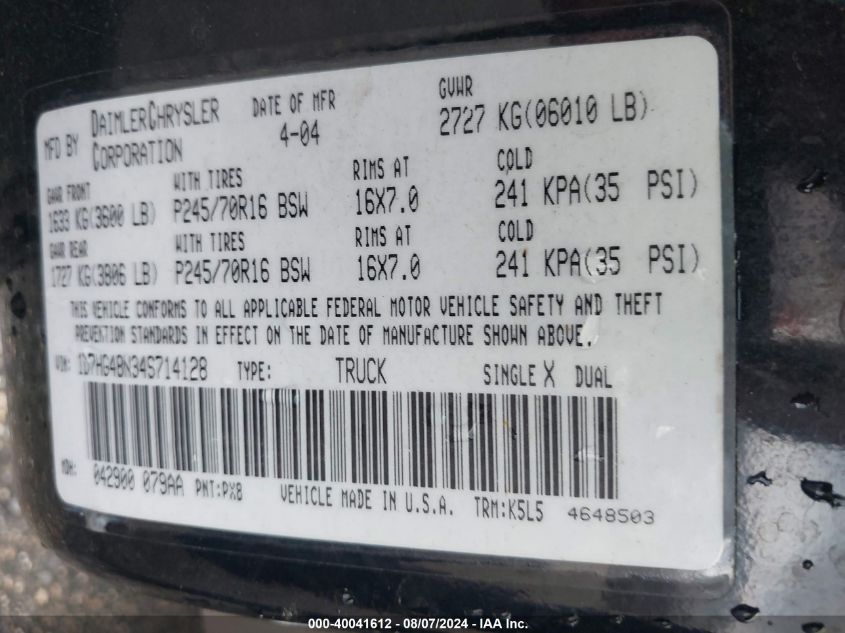 MFD BY DAIMLERCHRYSLER CORPORATION DATE OF MFR 4-04 GVWR 2727 KG(06010 LB)
GAWR FRONT WITH TIRES RIMS AT COLD
1633 KG(3600 LB) P245/70R16 BSW 16X7.0 241 KPA(35 PSI)
GAWR REAR WITH TIRES RIMS AT COLD
1727 KG(3806 LB) P245/70R16 BSW 16X7.0 241 KPA(35 PSI)
THIS VEHICLE CONFORMS TO ALL APPLICABLE FEDERAL MOTOR VEHICLE SAFETY AND THEFT
PREVENTION STANDARDS IN EFFECT ON THE DATE OF MANUFACTURE SHOWN ABOVE.
VIN: 1D7HG48N34S714128 TYPE: TRUCK SINGLE X DUAL
MDH: 042900 079AA PNT:PX8 VEHICLE MADE IN U.S.A. TRM:K5L5 4648503
000-40041612 - 08/07/2024 - IAA Inc.